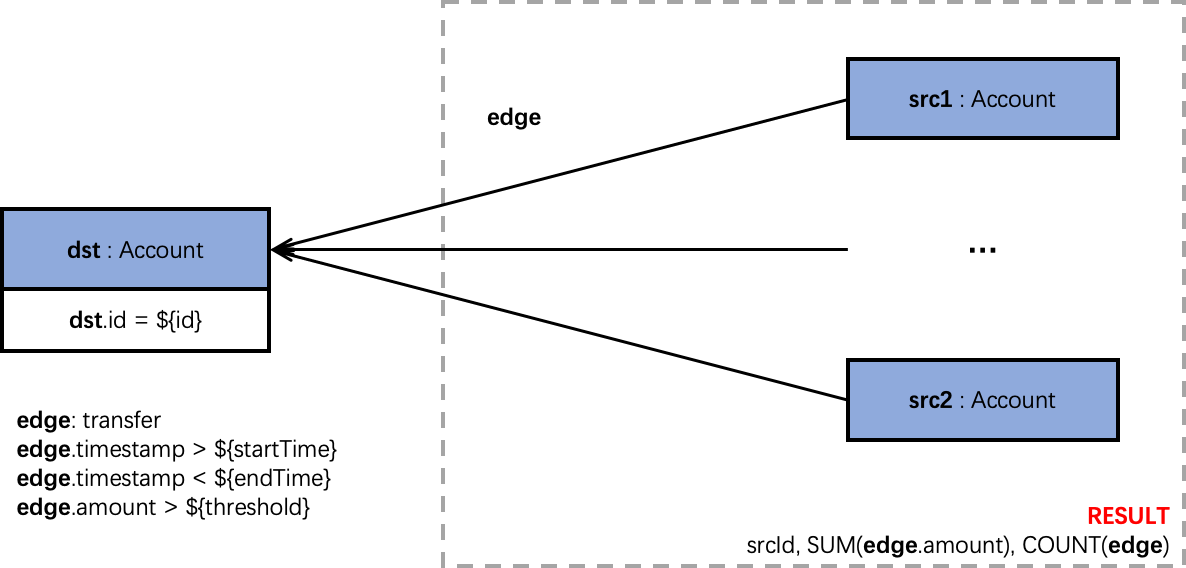 edge
src1 : Account
dst : Account
...
dst.id = ${id}
src2 : Account
edge: transfer
edge.timestamp > ${startTime}
edge.timestamp < ${endTime}
edge.amount > ${threshold}
RESULT
srcId, SUM(edge.amount), COUNT(edge)